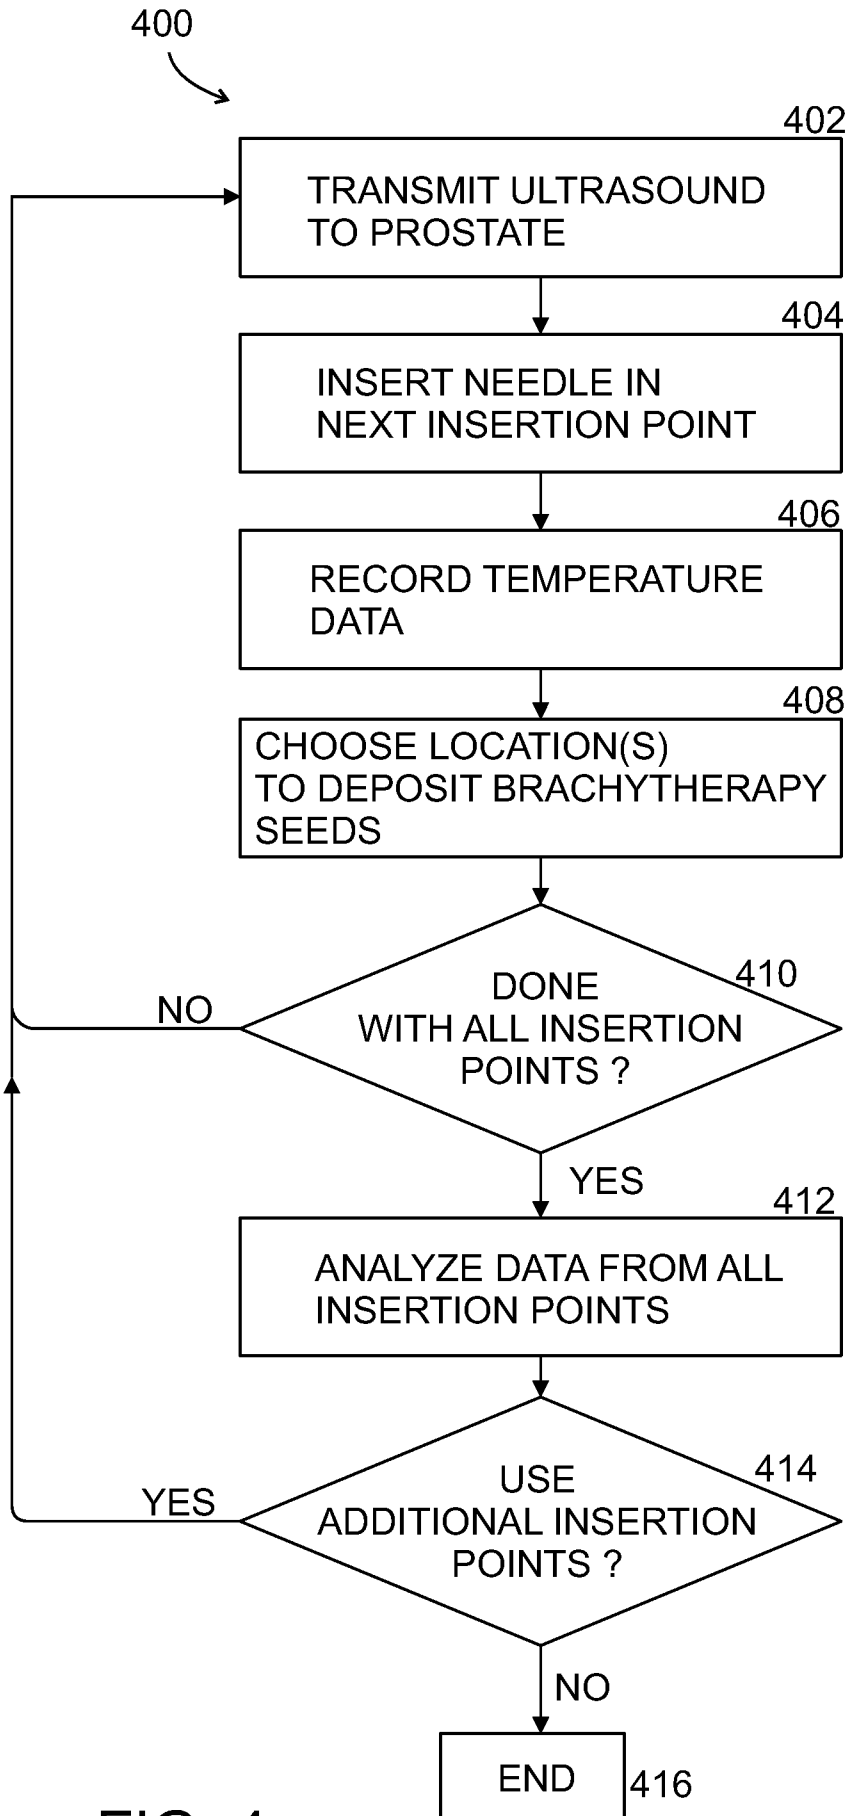 400
402
TRANSMIT ULTRASOUND
TO PROSTATE
404
INSERT NEEDLE IN
NEXT INSERTION POINT
406
RECORD TEMPERATURE
DATA
408
CHOOSE LOCATION(S)
TO DEPOSIT BRACHYTHERAPY
SEEDS
410
DONE
WITH ALL INSERTION
POINTS ?
NO
YES
412
ANALYZE DATA FROM ALL
INSERTION POINTS
414
USE
ADDITIONAL INSERTION
POINTS ?
YES
NO
END
416